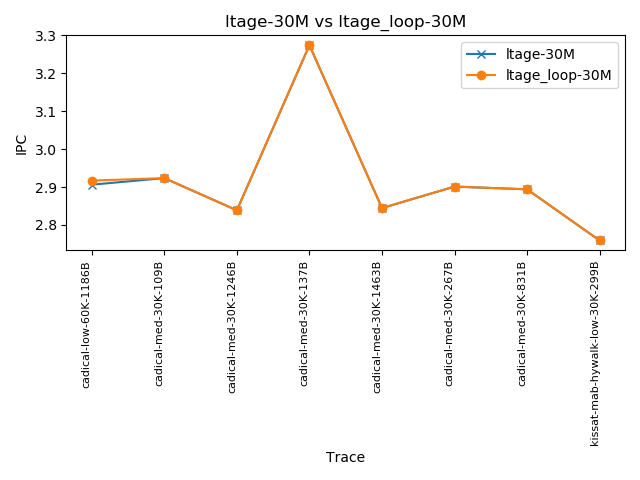 ltage-30M vs ltage_loop-30M
IPC
3.3
3.2
3.1
3.0
2.9
2.8
ltage-30M
ltage_loop-30M
cadical-low-60K-1186B
cadical-med-30K-109B
cadical-med-30K-1246B
cadical-med-30K-137B
cadical-med-30K-1463B
cadical-med-30K-267B
cadical-med-30K-831B
kissat-mab-hywalk-low-30K-299B
Trace